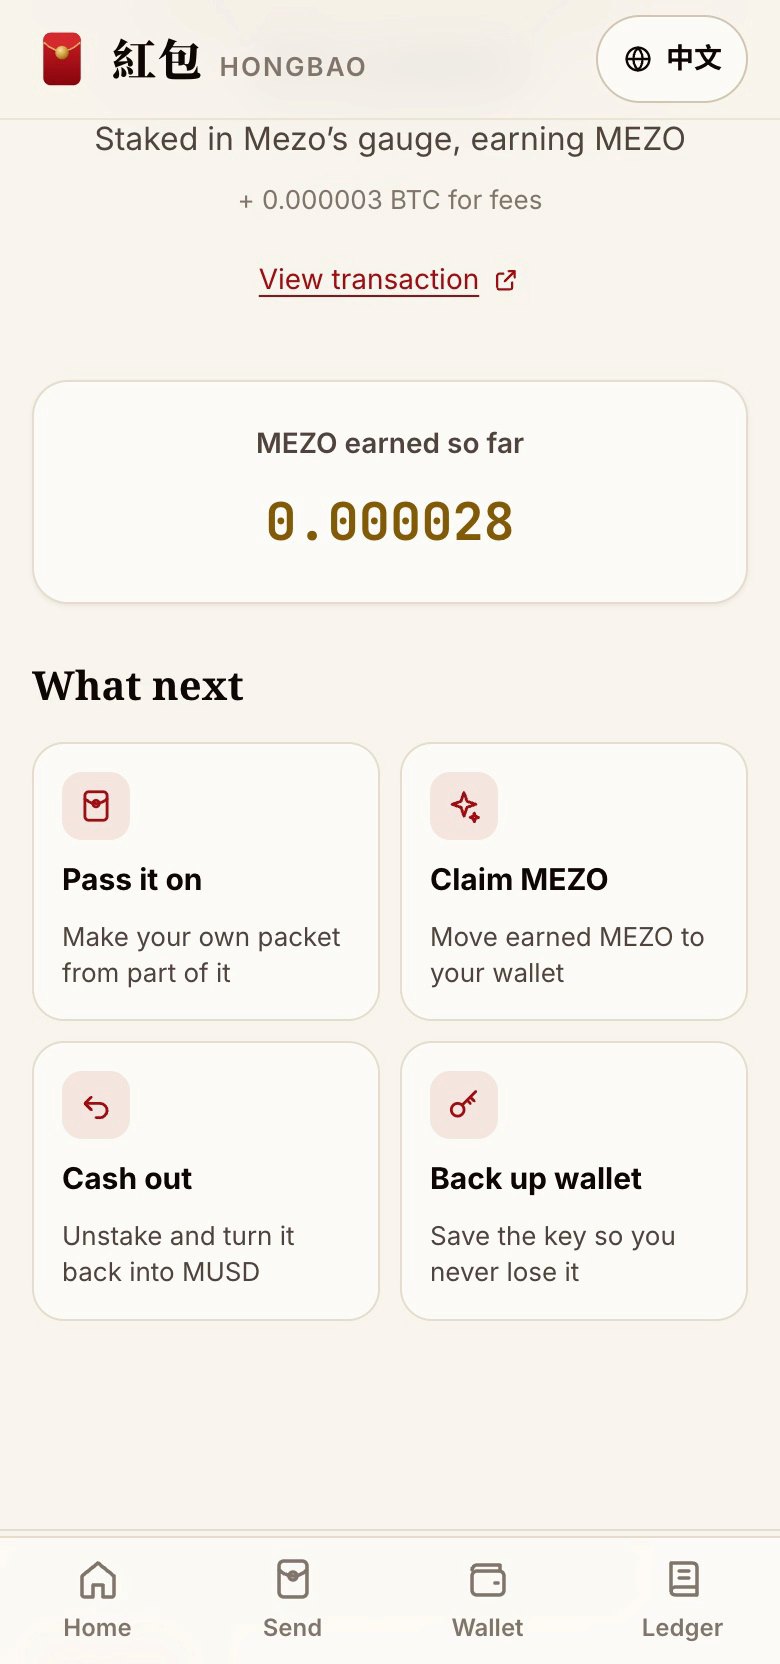 紅包 HONGBAO
中文
Staked in Mezo’s gauge, earning MEZO
+ 0.000003 BTC for fees
View transaction
MEZO earned so far
0.000028
What next
Pass it on
Make your own packet
from part of it
Claim MEZO
Move earned MEZO to
your wallet
Cash out
Unstake and turn it
back into MUSD
Back up wallet
Save the key so you
never lose it
Home
Send
Wallet
Ledger